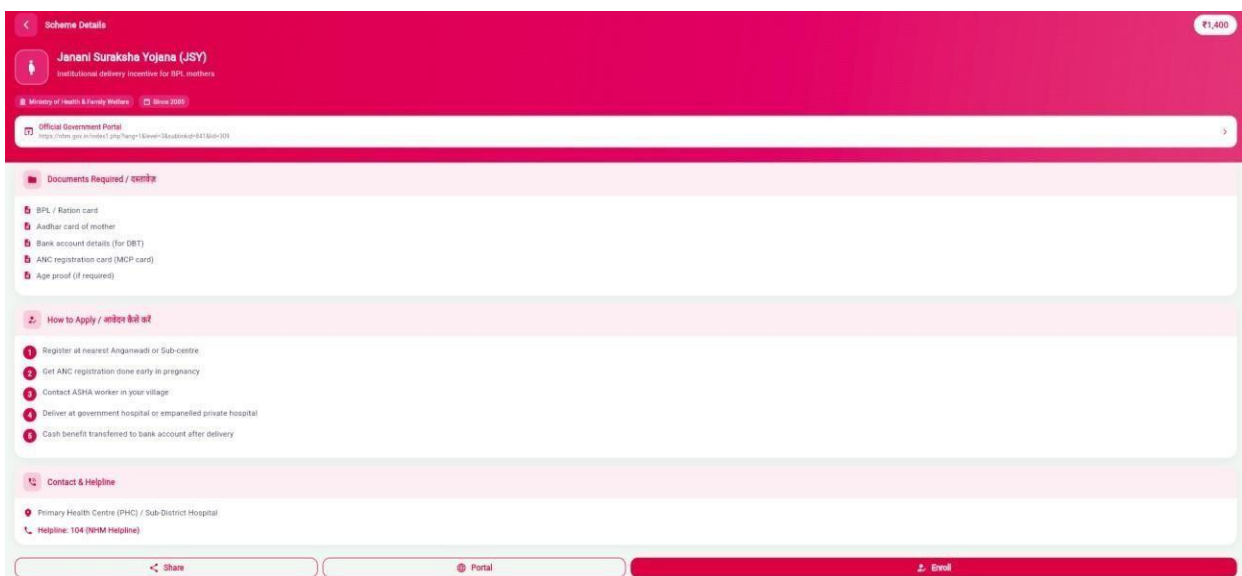 Scheme Details
₹1,400
Janani Suraksha Yojana (JSY)
Institutional delivery incentive for BPL mothers
Ministry of Health & Family Welfare
Since 2005
Official Government Portal
Documents Required / दस्तावेज़
BPL / Ration card
Aadhar card of mother
Bank account details (for DBT)
ANC registration card (MCP card)
Age proof (if required)
How to Apply / आवेदन कैसे करें
1 Register at nearest Anganwadi or Sub-centre
2 Get ANC registration done early in pregnancy
3 Contact ASHA worker in your village
4 Deliver at government hospital or empanelled private hospital
5 Cash benefit transferred to bank account after delivery
Contact & Helpline
Primary Health Centre (PHC) / Sub-District Hospital
Helpline: 104 (NHM Helpline)
Share
Portal
Enroll